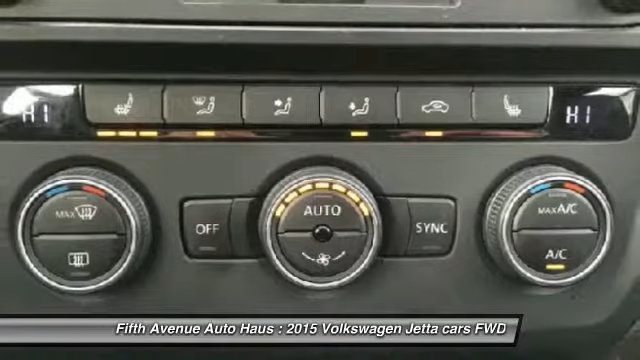 HI HI
MAX AUTO MAX A/C
OFF SYNC
A/C
Fifth Avenue Auto Haus : 2015 Volkswagen Jetta cars FWD